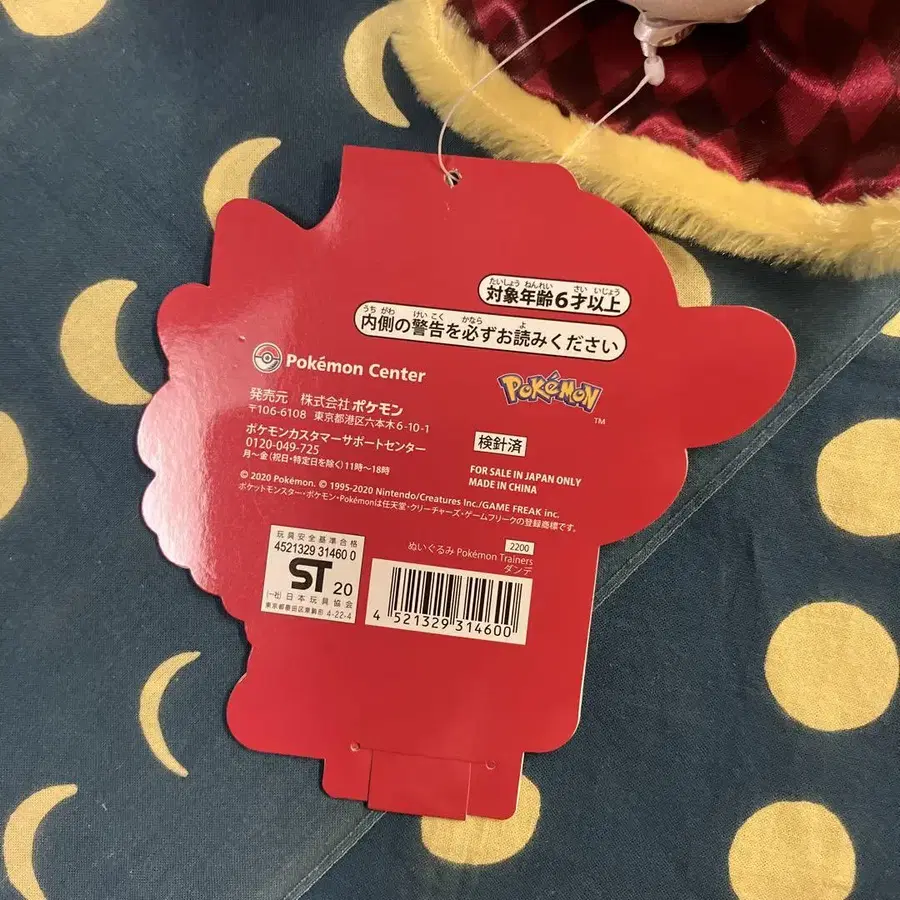 たいしょう ねんれい さい いじょう
対象年齢6才以上
うち がわ けい こく かなら よ
内側の警告を必ずお読みください
Pokémon Center
POKÉMON
TM
発売元 株式会社ポケモン
〒106-6108 東京都港区六本木6-10-1
ポケモンカスタマーサポートセンター
0120-049-725
月〜金(祝日・特定日を除く)11時〜18時
検針済
FOR SALE IN JAPAN ONLY
MADE IN CHINA
© 2020 Pokémon. © 1995-2020 Nintendo/Creatures Inc./GAME FREAK inc.
ポケットモンスター・ポケモン・Pokémonは任天堂・クリーチャーズ・ゲームフリークの登録商標です。
玩具安全基準合格
4521329 31460 0
ST 20
(一社)日本玩具協会
東京都墨田区東駒形 4-22-4
2200
ぬいぐるみ Pokémon Trainers
ダンデ
4 521329 314600